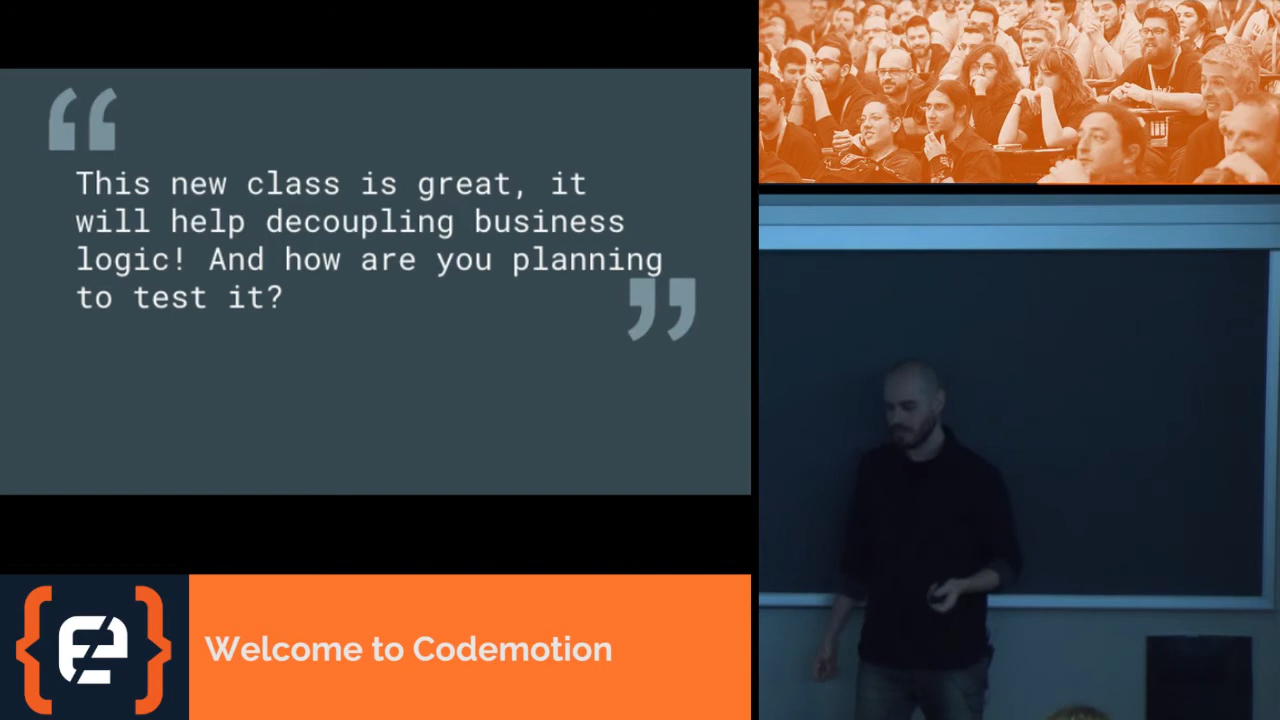 “
This new class is great, it
will help decoupling business
logic! And how are you planning
to test it?
”
Welcome to Codemotion